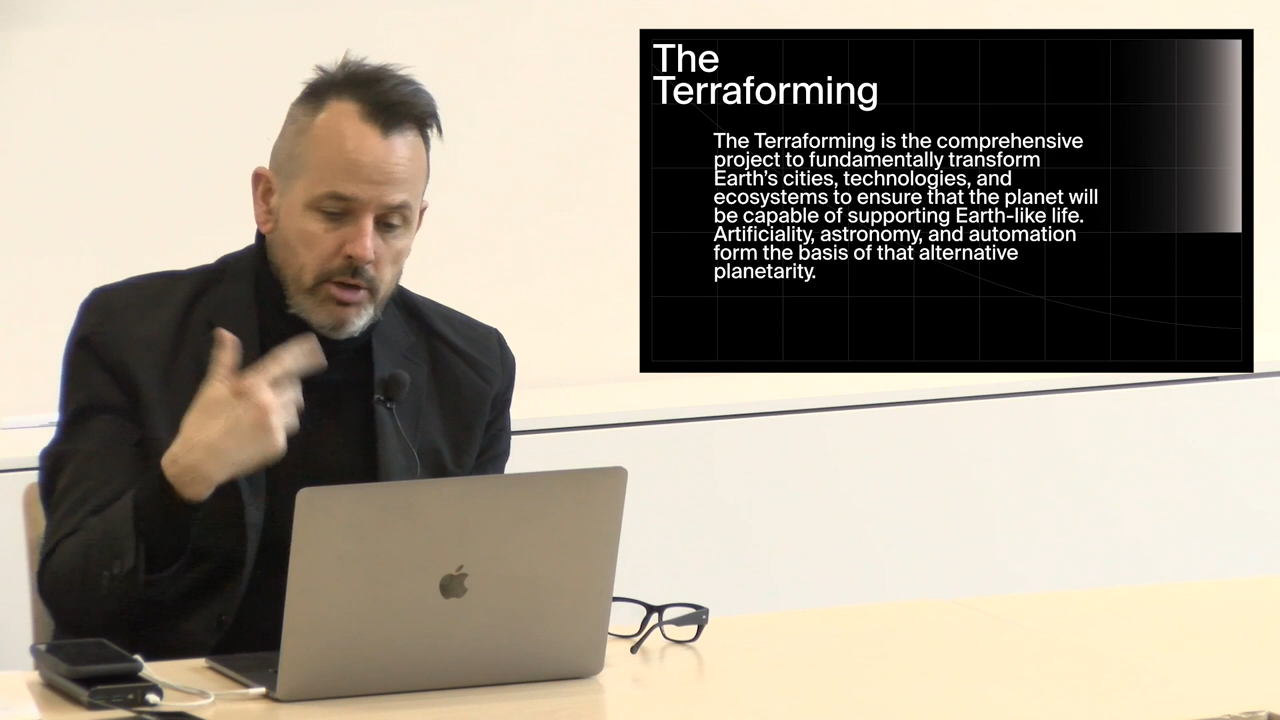 The
Terraforming
The Terraforming is the comprehensive
project to fundamentally transform
Earth's cities, technologies, and
ecosystems to ensure that the planet will
be capable of supporting Earth-like life.
Artificiality, astronomy, and automation
form the basis of that alternative
planetarity.